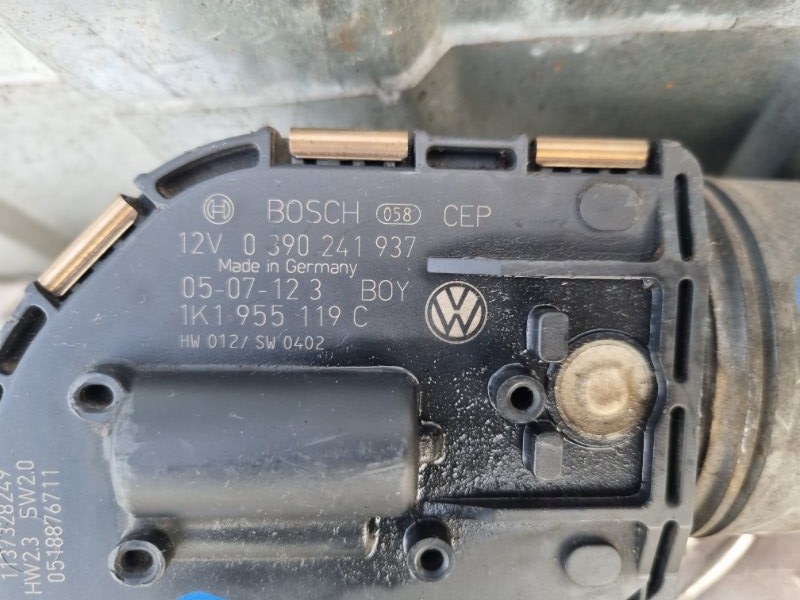 BOSCH 058 CEP
12V 0 390 241 937
Made in Germany
05-07-12 3 BOY
1K1 955 119 C
HW 012/ SW 0402
1137328249
HW2.3 SW2.0
0518876711